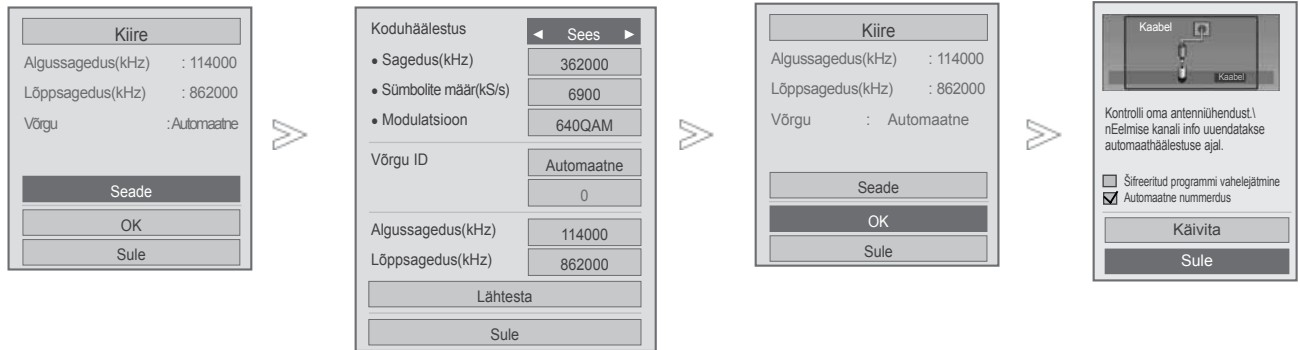 Kiire
Algussagedus(kHz) : 114000
Lõppsagedus(kHz) : 862000
Võrgu :Automaatne
Seade
OK
Sule
Koduhäälestus ◄ Sees ►
• Sagedus(kHz) 362000
• Sümbolite määr(kS/s) 6900
• Modulatsioon 640QAM
Võrgu ID Automaatne
0
Algussagedus(kHz) 114000
Lõppsagedus(kHz) 862000
Lähtesta
Sule
Kiire
Algussagedus(kHz) : 114000
Lõppsagedus(kHz) : 862000
Võrgu : Automaatne
Seade
OK
Sule
Kaabel
Kaabel
Kontrolli oma antenniühendust.\
nEelmise kanali info uuendatakse
automaathäälestuse ajal.
Šifreeritud programmi vahelejätmine
Automaatne nummerdus
Käivita
Sule